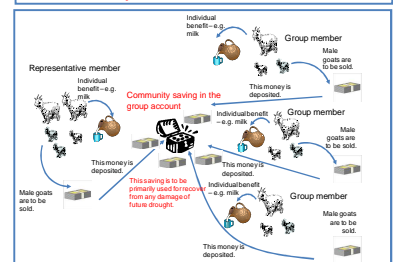 Individual
benefit – e.g.
milk
Group member
Male
goats are
to be
sold.
This money is
deposited.
Representative member
Individual
benefit – e.g.
milk
Community saving in the
group account
Male goats
are to be
sold.
This money is
deposited.
This saving is to be
primarily used for recover
from any damage of
future drought.
Individual benefit
– e.g. milk
Group member
Male
goats are
to be
sold.
This money is
deposited.
Individual benefit
– e.g. milk
Group member
Male goats
are to be
sold.
This money is
deposited.